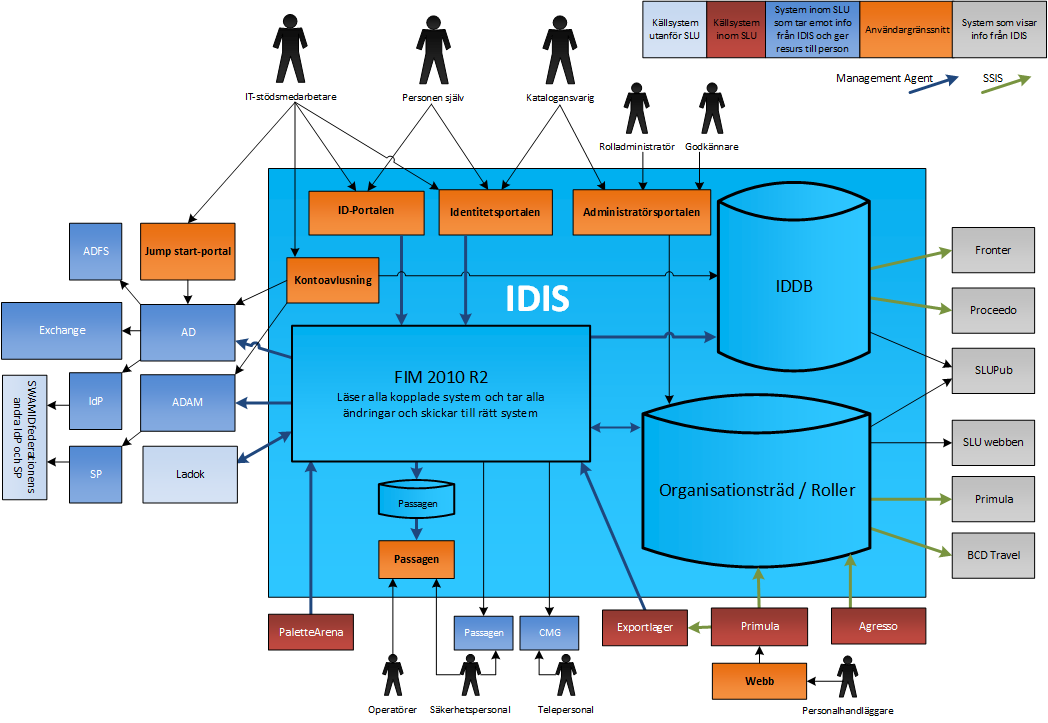 Källsystem
utanför SLU
Källsystem
inom SLU
System inom SLU
som tar emot info
från IDIS och ger
resurs till person
Användargränssnitt
System som visar
info från IDIS
Management Agent
SSIS
IT-stödsmedarbetare
Personen själv
Katalogansvarig
Rolladministratör
Godkännare
ID-Portalen
Identitetsportalen
Administratörsportalen
ADFS
Jump start-portal
Kontoavlusning
IDIS
IDDB
Fronter
Proceedo
SLUPub
SLU webben
Primula
BCD Travel
Exchange
AD
FIM 2010 R2
Läser alla kopplade system och tar alla
ändringar och skickar till rätt system
SWAMIDfederationens
andra IdP och SP
IdP
ADAM
SP
Ladok
Organisationsträd / Roller
Passagen
Passagen
PaletteArena
Passagen
CMG
Exportlager
Primula
Agresso
Webb
Operatörer
Säkerhetspersonal
Telepersonal
Personalhandläggare